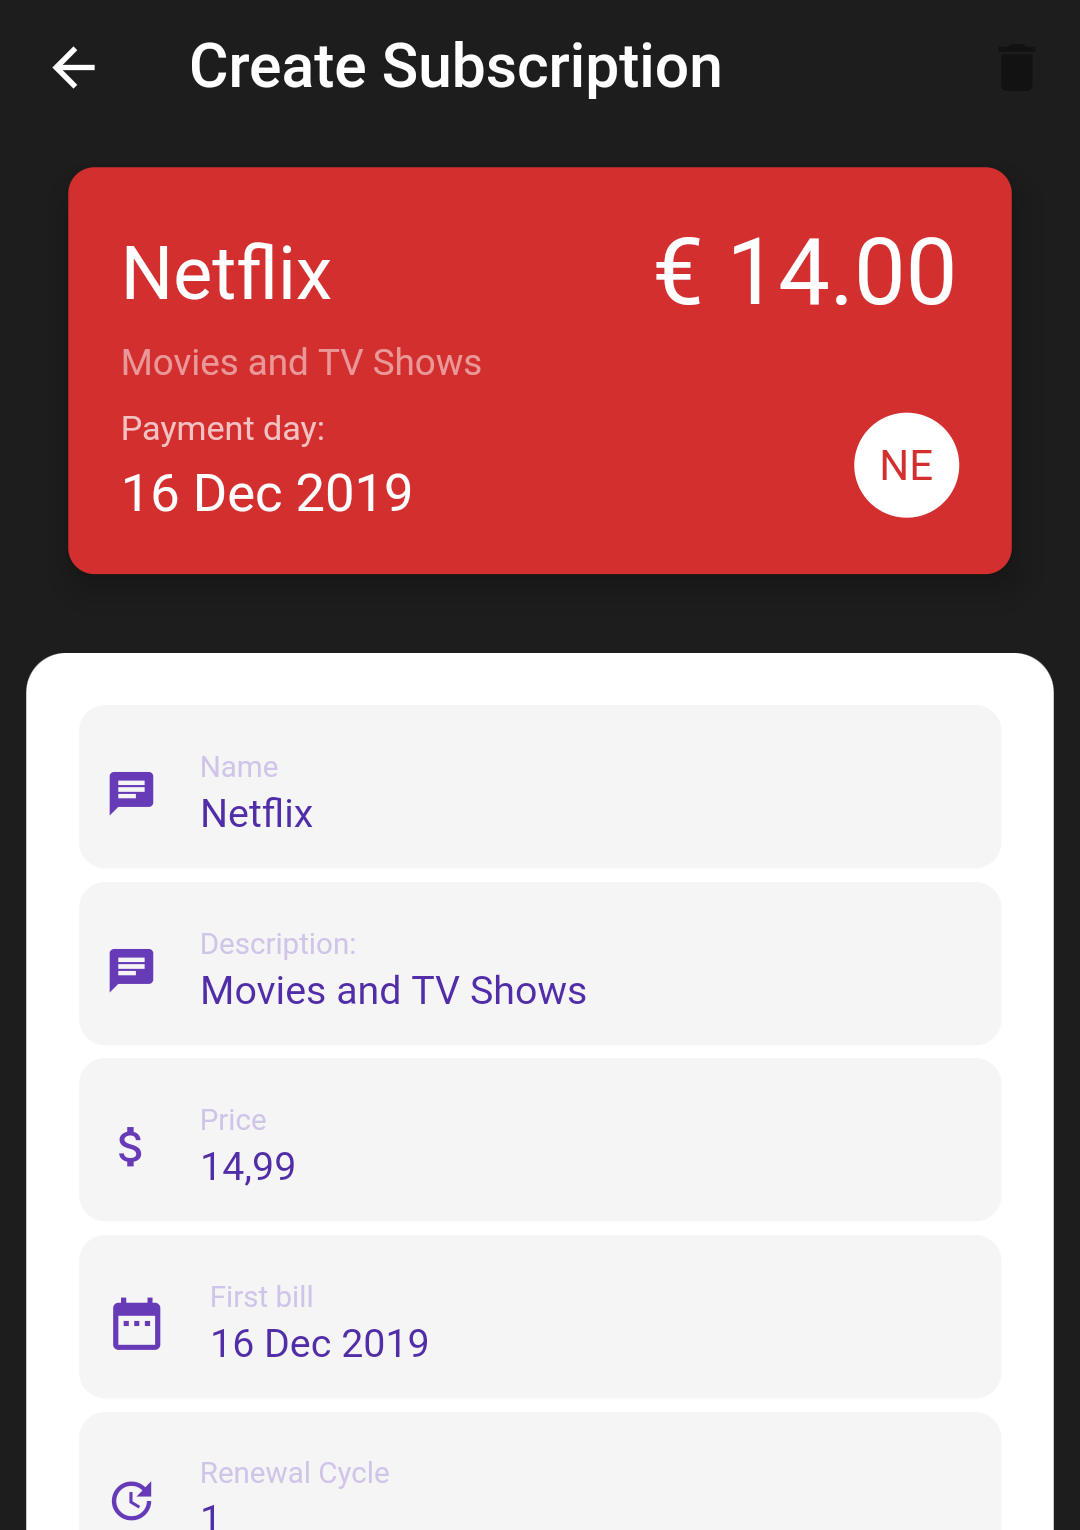 Create Subscription
Netflix
€ 14.00
Movies and TV Shows
Payment day:
16 Dec 2019
NE
Name
Netflix
Description:
Movies and TV Shows
Price
14,99
First bill
16 Dec 2019
Renewal Cycle
1